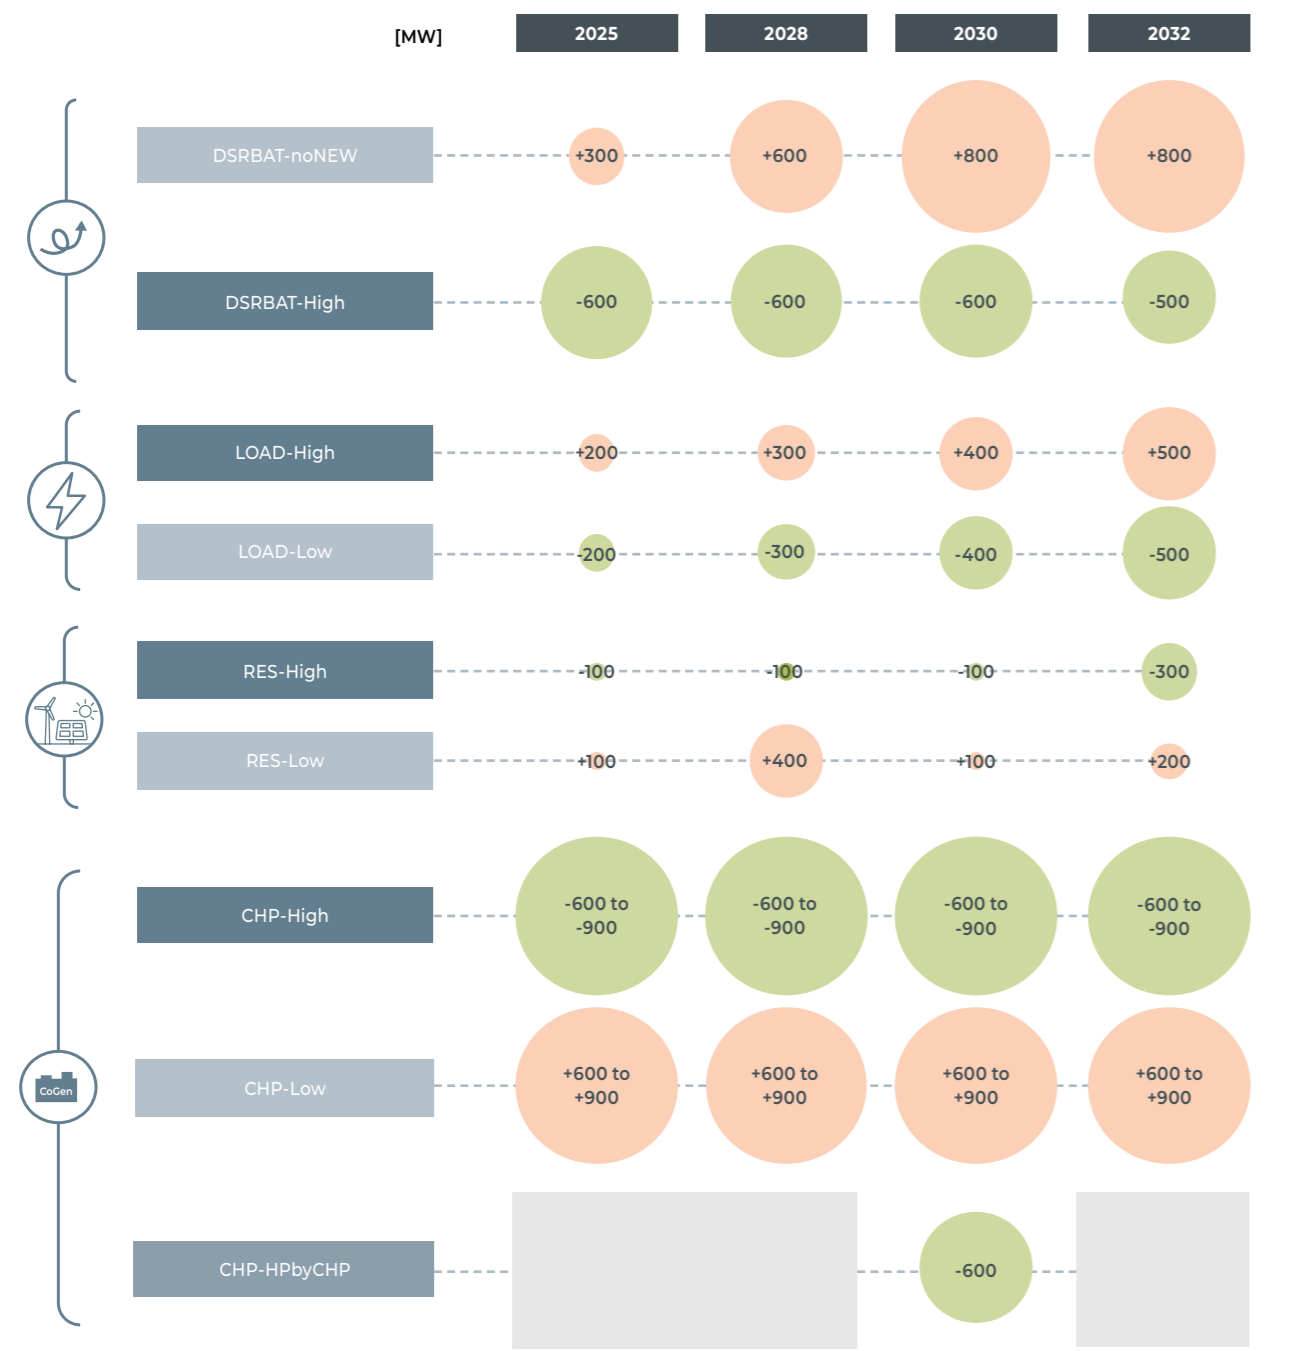 [MW] 2025 2028 2030 2032
DSRBAT-noNEW +300 +600 +800 +800
DSRBAT-High -600 -600 -600 -500
LOAD-High +200 +300 +400 +500
LOAD-Low -200 -300 -400 -500
RES-High -100 -100 -100 -300
RES-Low +100 +400 +100 +200
CHP-High -600 to -600 to -600 to -600 to
-900 -900 -900 -900
CoGen
CHP-Low +600 to +600 to +600 to +600 to
+900 +900 +900 +900
CHP-HPbyCHP -600